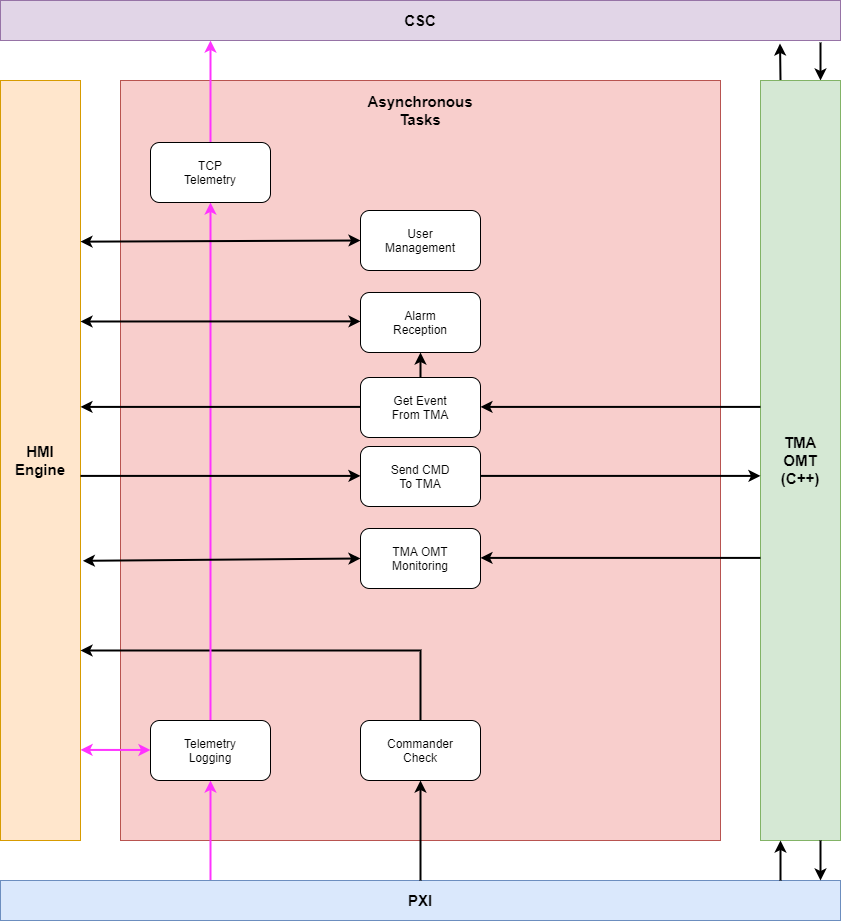 CSC
Asynchronous
Tasks
TCP
Telemetry
User
Management
Alarm
Reception
Get Event
From TMA
HMI
Engine
Send CMD
To TMA
TMA
OMT
(C++)
TMA OMT
Monitoring
Telemetry
Logging
Commander
Check
PXI